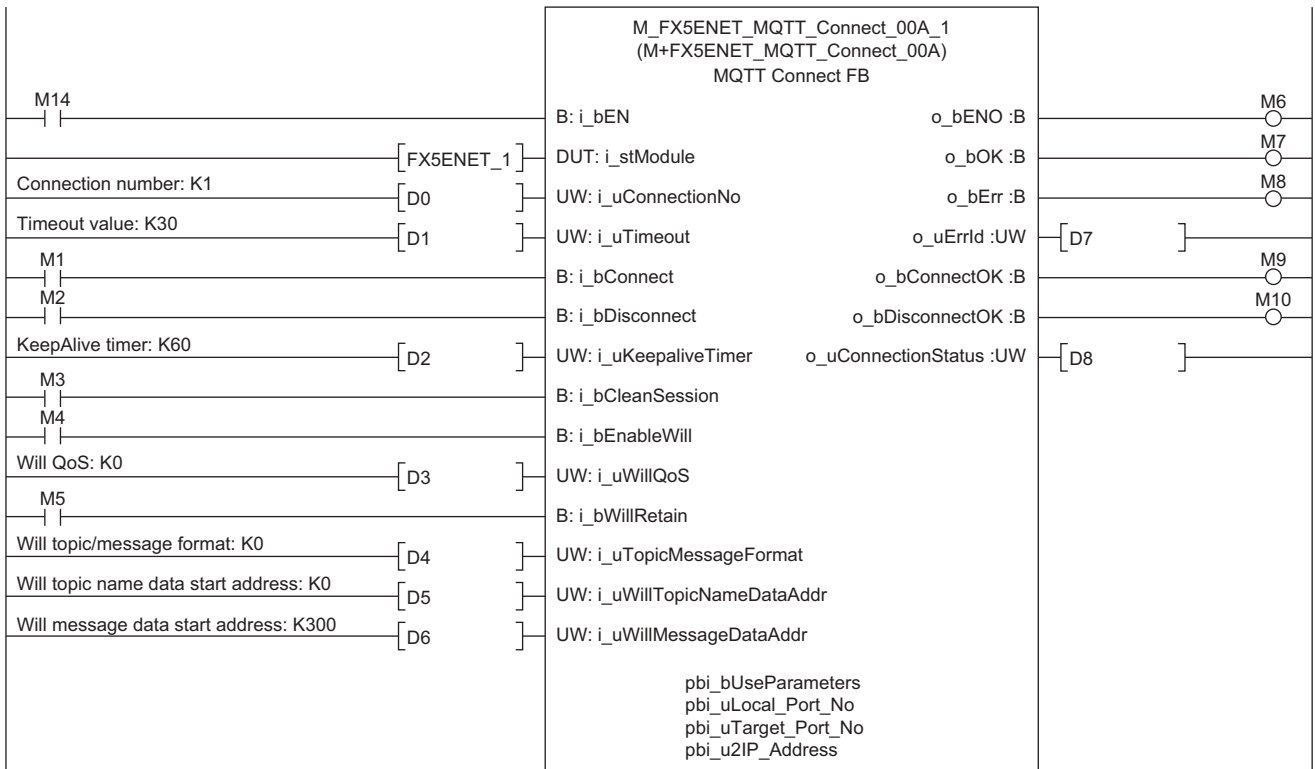 M_FX5ENET_MQTT_Connect_00A_1
(M+FX5ENET_MQTT_Connect_00A)
MQTT Connect FB
M14
B: i_bEN
o_bENO :B
M6
FX5ENET_1
DUT: i_stModule
o_bOK :B
M7
Connection number: K1
D0
UW: i_uConnectionNo
o_bErr :B
M8
Timeout value: K30
D1
UW: i_uTimeout
o_uErrId :UW
D7
M1
B: i_bConnect
o_bConnectOK :B
M9
M2
B: i_bDisconnect
o_bDisconnectOK :B
M10
KeepAlive timer: K60
D2
UW: i_uKeepaliveTimer
o_uConnectionStatus :UW
D8
M3
B: i_bCleanSession
M4
B: i_bEnableWill
Will QoS: K0
D3
UW: i_uWillQoS
M5
B: i_bWillRetain
Will topic/message format: K0
D4
UW: i_uTopicMessageFormat
Will topic name data start address: K0
D5
UW: i_uWillTopicNameDataAddr
Will message data start address: K300
D6
UW: i_uWillMessageDataAddr
pbi_bUseParameters
pbi_uLocal_Port_No
pbi_uTarget_Port_No
pbi_u2IP_Address